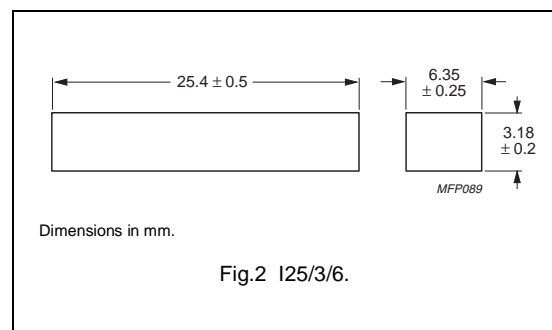 25.4 ± 0.5
6.35
± 0.25
3.18
± 0.2
MFP089
Dimensions in mm.
Fig.2 I25/3/6.